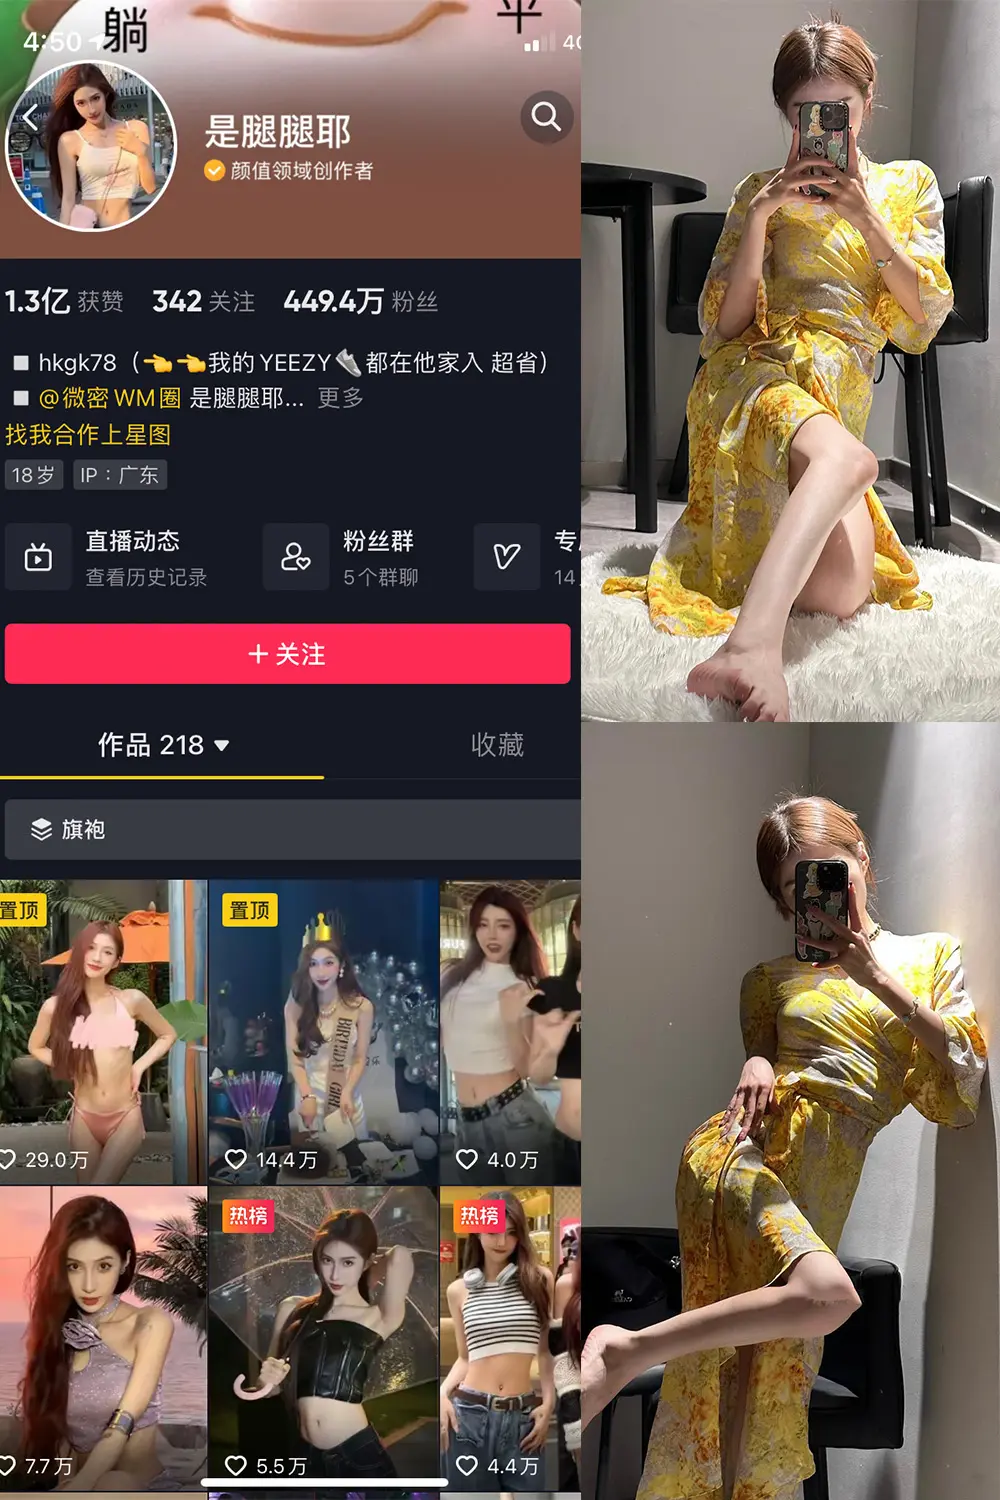 躺平
4:50
4G
是腿腿耶
颜值领域创作者
1.3亿 获赞 342 关注 449.4万 粉丝
hkgk78（👈👈我的YEEZY👟都在他家入 超省）
@微密WM圈 是腿腿耶... 更多
找我合作上星图
18岁 IP：广东
直播动态 粉丝群 专
查看历史记录 5个群聊 14
+ 关注
作品 218 收藏
旗袍
置顶 置顶
BIRTHDAY GIRL
29.0万 14.4万 4.0万
热榜 热榜
7.7万 5.5万 4.4万